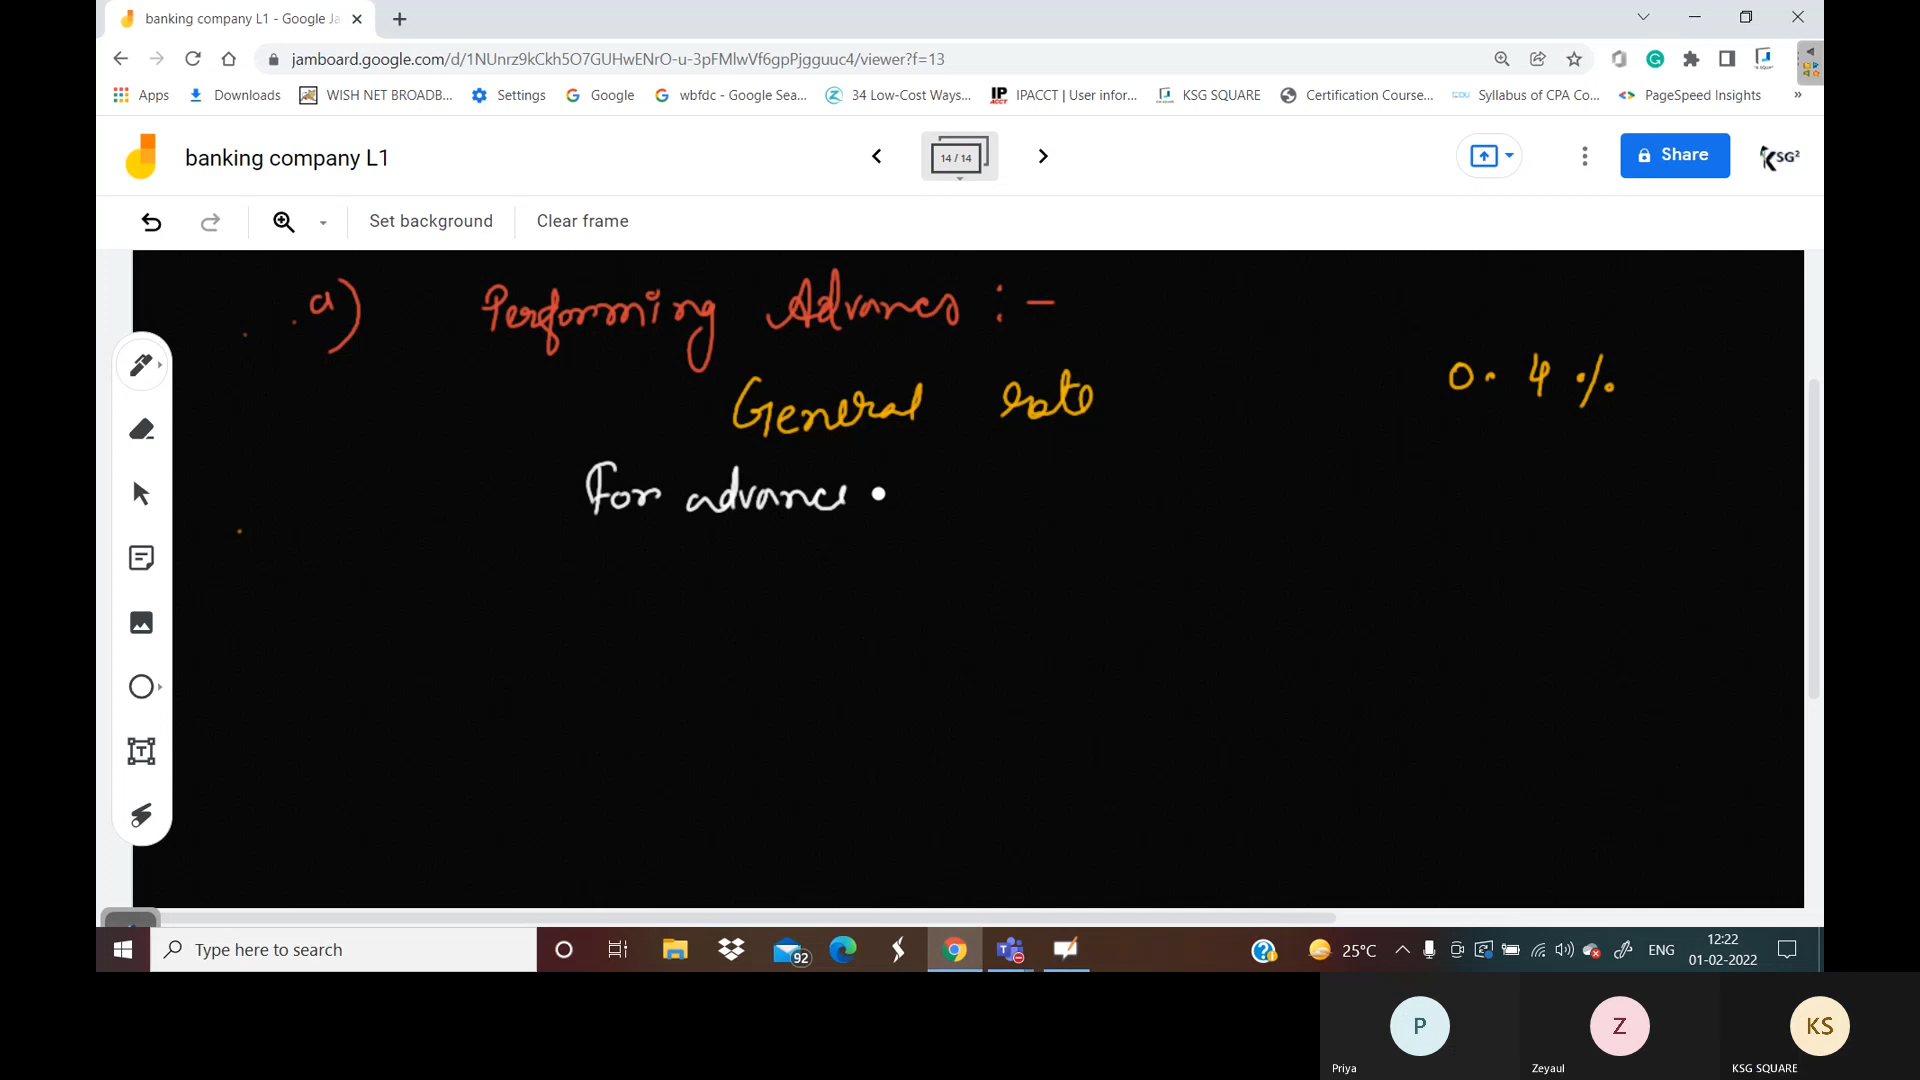 banking company L1 - Google Ja
jamboard.google.com/d/1NUnrz9kCkh5O7GUHwENrO-u-3pFMlwVf6gpPjgguuc4/viewer?f=13
Apps Downloads WISH NET BROADB... Settings Google wbfdc - Google Sea... 34 Low-Cost Ways... IPACCT | User infor... KSG SQUARE Certification Course... Syllabus of CPA Co... PageSpeed Insights »
banking company L1 14 / 14 Share KSG²
Set background Clear frame
a) Performing Advances :-
General rate 0.4%
For advance
Type here to search 92 25°C ENG 12:22
01-02-2022
P Z KS
Priya Zeyaul KSG SQUARE